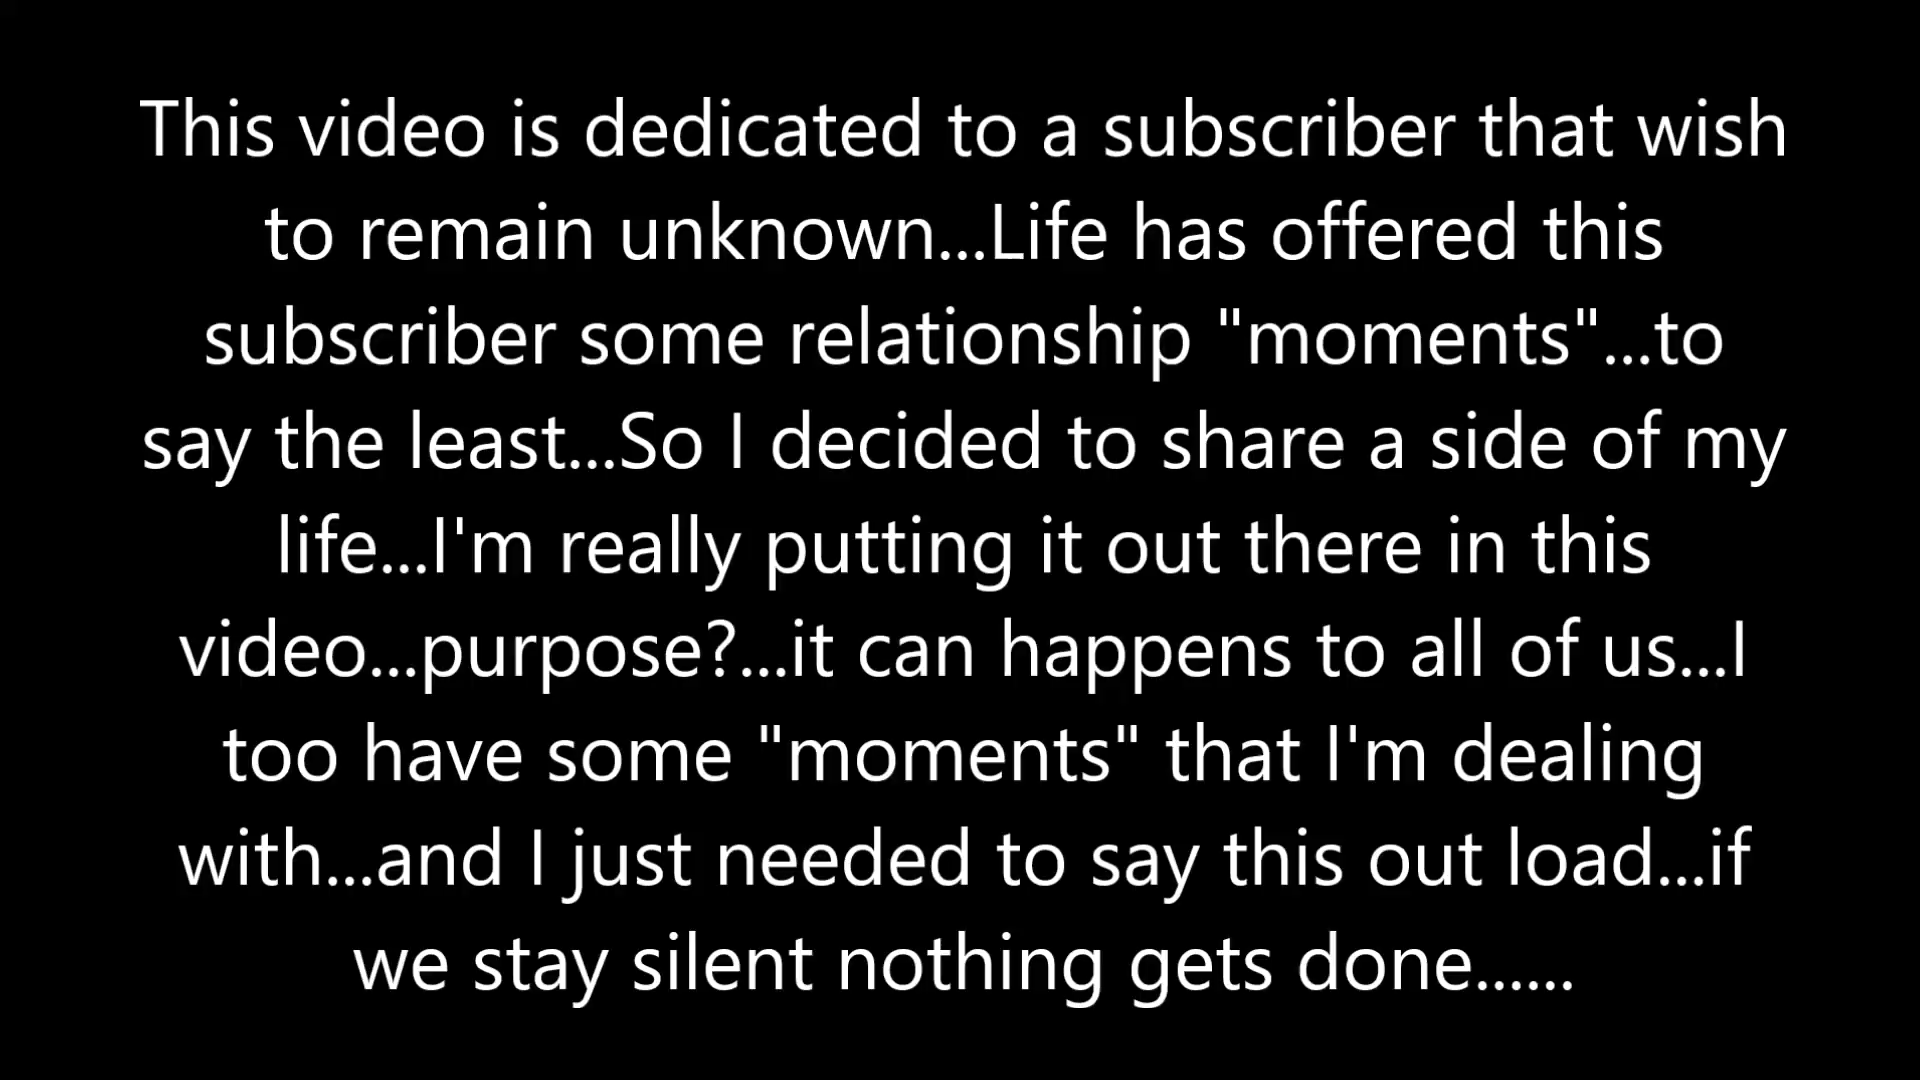 This video is dedicated to a subscriber that wish
to remain unknown...Life has offered this
subscriber some relationship "moments"...to
say the least...So I decided to share a side of my
life...I'm really putting it out there in this
video...purpose?...it can happens to all of us...I
too have some "moments" that I'm dealing
with...and I just needed to say this out load...if
we stay silent nothing gets done......